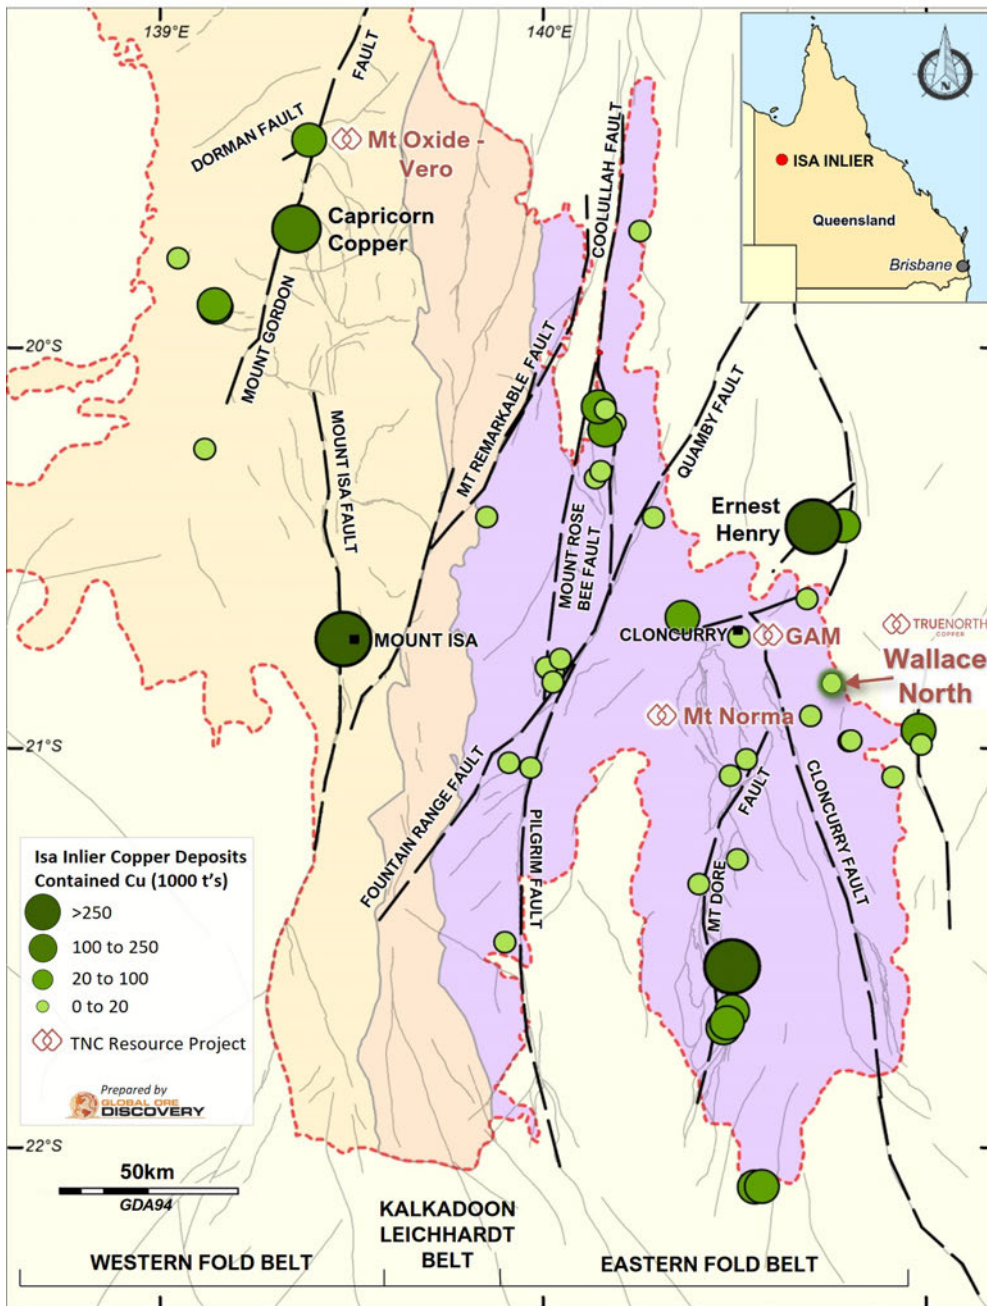 139°E
140°E
FAULT
DORMAN FAULT
Mt Oxide -
Vero
Capricorn
Copper
MOUNT GORDON
COOLULLAH FAULT
N
ISA INLIER
Queensland
Brisbane
20°S
MT REMARKABLE FAULT
MOUNT ISA FAULT
QUAMBY FAULT
MOUNT ROSE
BEE FAULT
Ernest
Henry
MOUNT ISA
CLONCURRY
GAM
TRUENORTH
COPPER
Wallace
North
Mt Norma
21°S
FOUNTAIN RANGE FAULT
PILGRIM FAULT
MT DORE
FAULT
CLONCURRY FAULT
Isa Inlier Copper Deposits
Contained Cu (1000 t's)
>250
100 to 250
20 to 100
0 to 20
TNC Resource Project
Prepared by
GLOBAL ORE
DISCOVERY
22°S
50km
GDA94
WESTERN FOLD BELT
KALKADOON
LEICHHARDT
BELT
EASTERN FOLD BELT